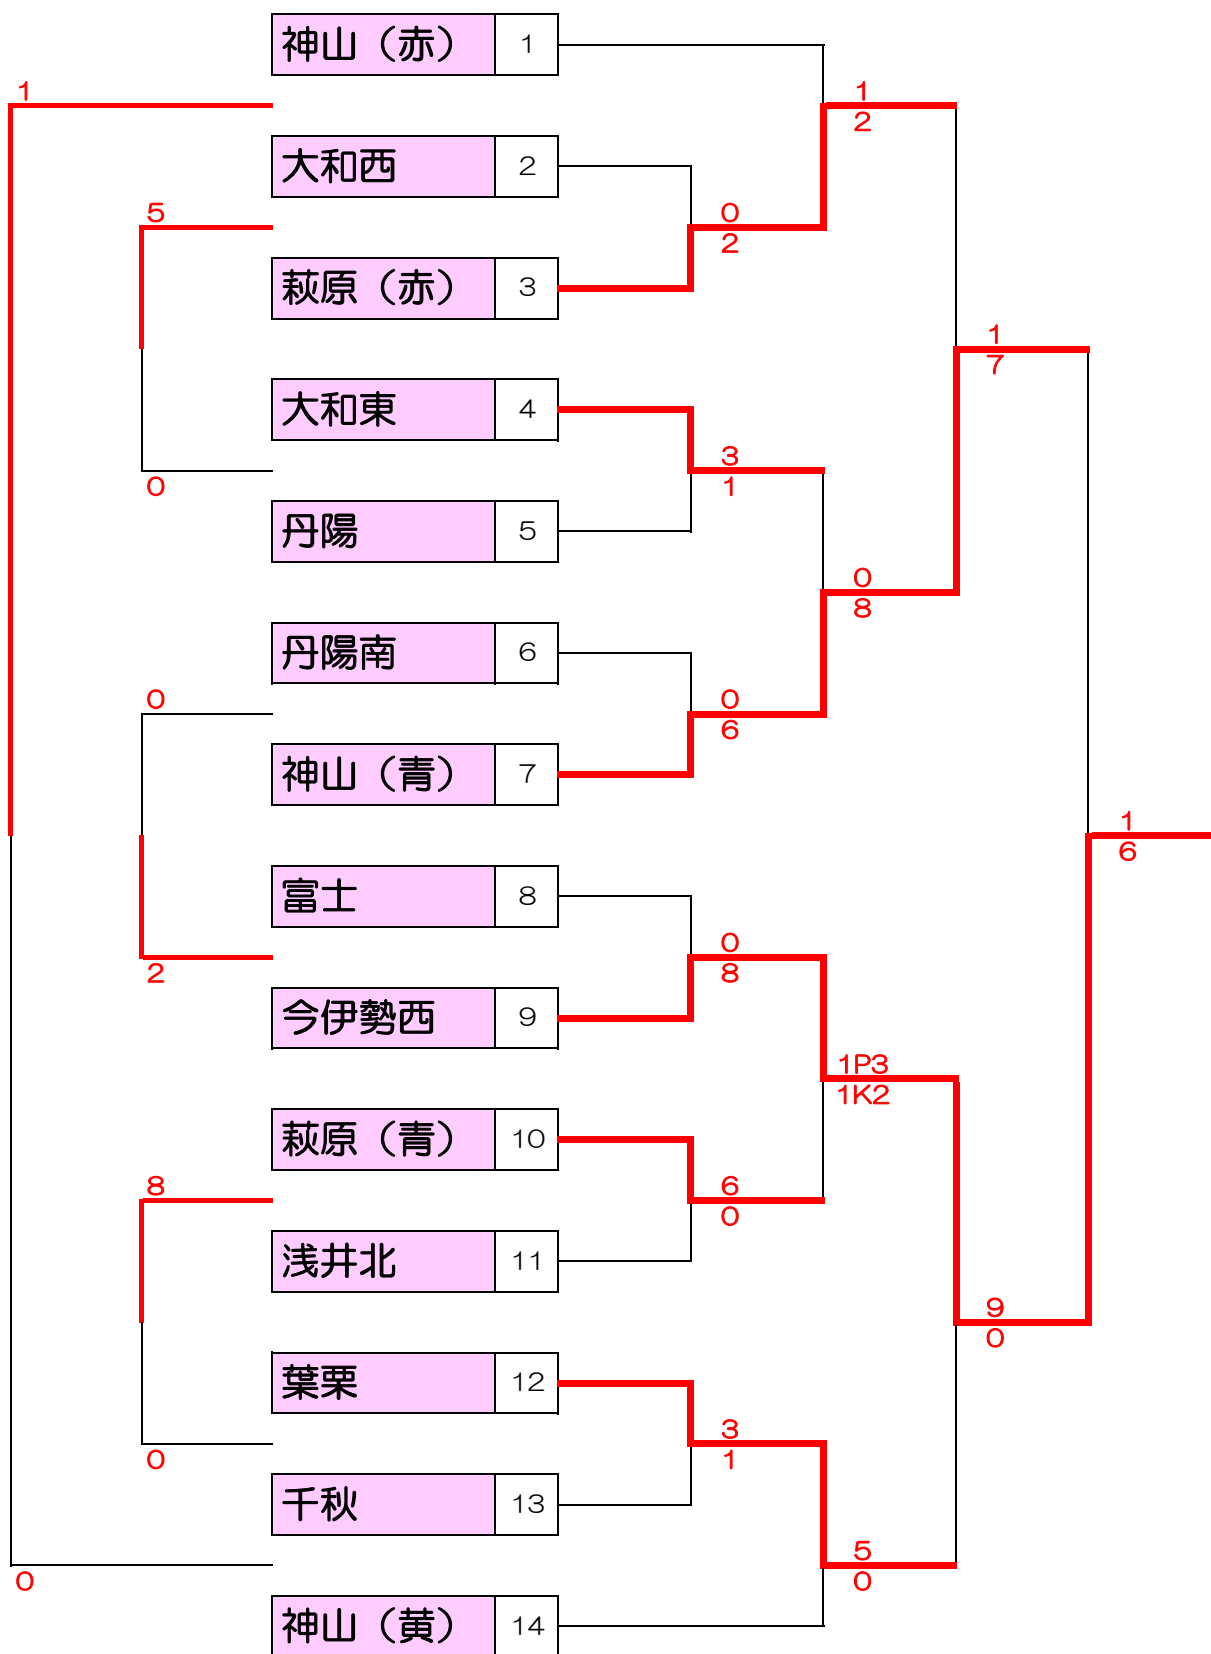 神山（赤） 1
1
1
2
大和西 2
5
0
2
萩原（赤） 3
1
7
大和東 4
3
1
0
丹陽 5
0
8
丹陽南 6
0
0
6
神山（青） 7
1
6
富士 8
0
8
2
今伊勢西 9
1P3
1K2
萩原（青） 10
8
6
0
浅井北 11
9
0
葉栗 12
3
1
0
千秋 13
5
0
0
神山（黄） 14